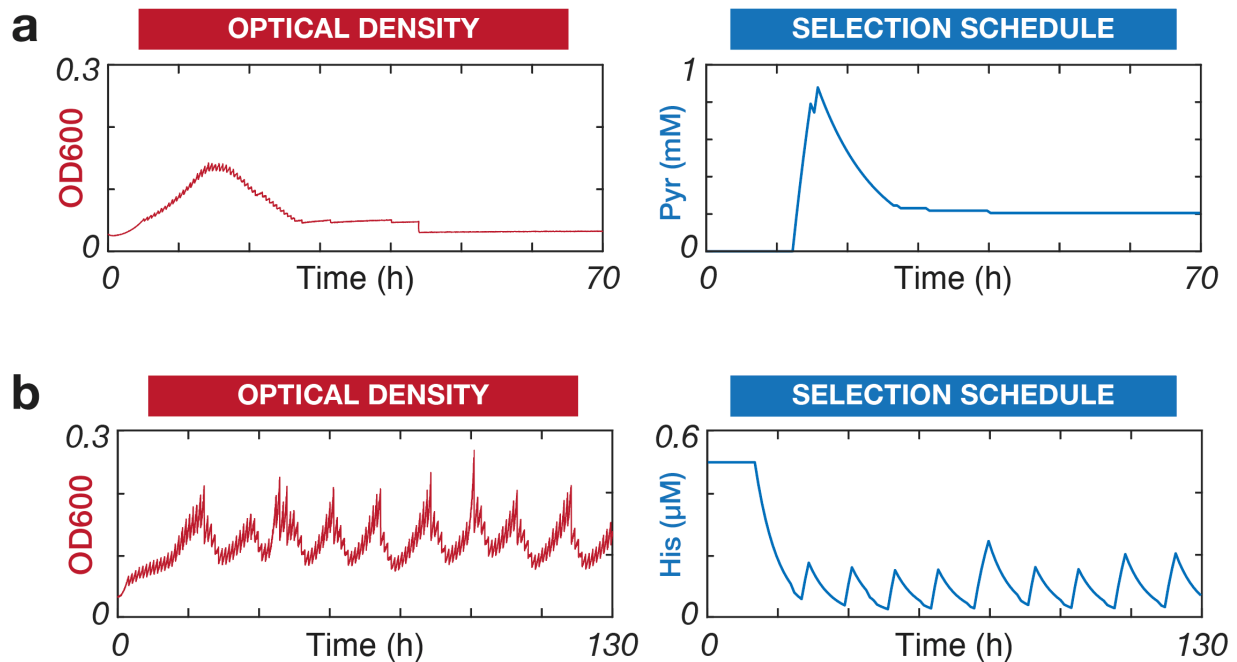 a
OPTICAL DENSITY
SELECTION SCHEDULE
0.3
OD600
0
0
Time (h)
70
1
Pyr (mM)
0
0
Time (h)
70
b
OPTICAL DENSITY
SELECTION SCHEDULE
0.3
OD600
0
0
Time (h)
130
0.6
His (μM)
0
0
Time (h)
130